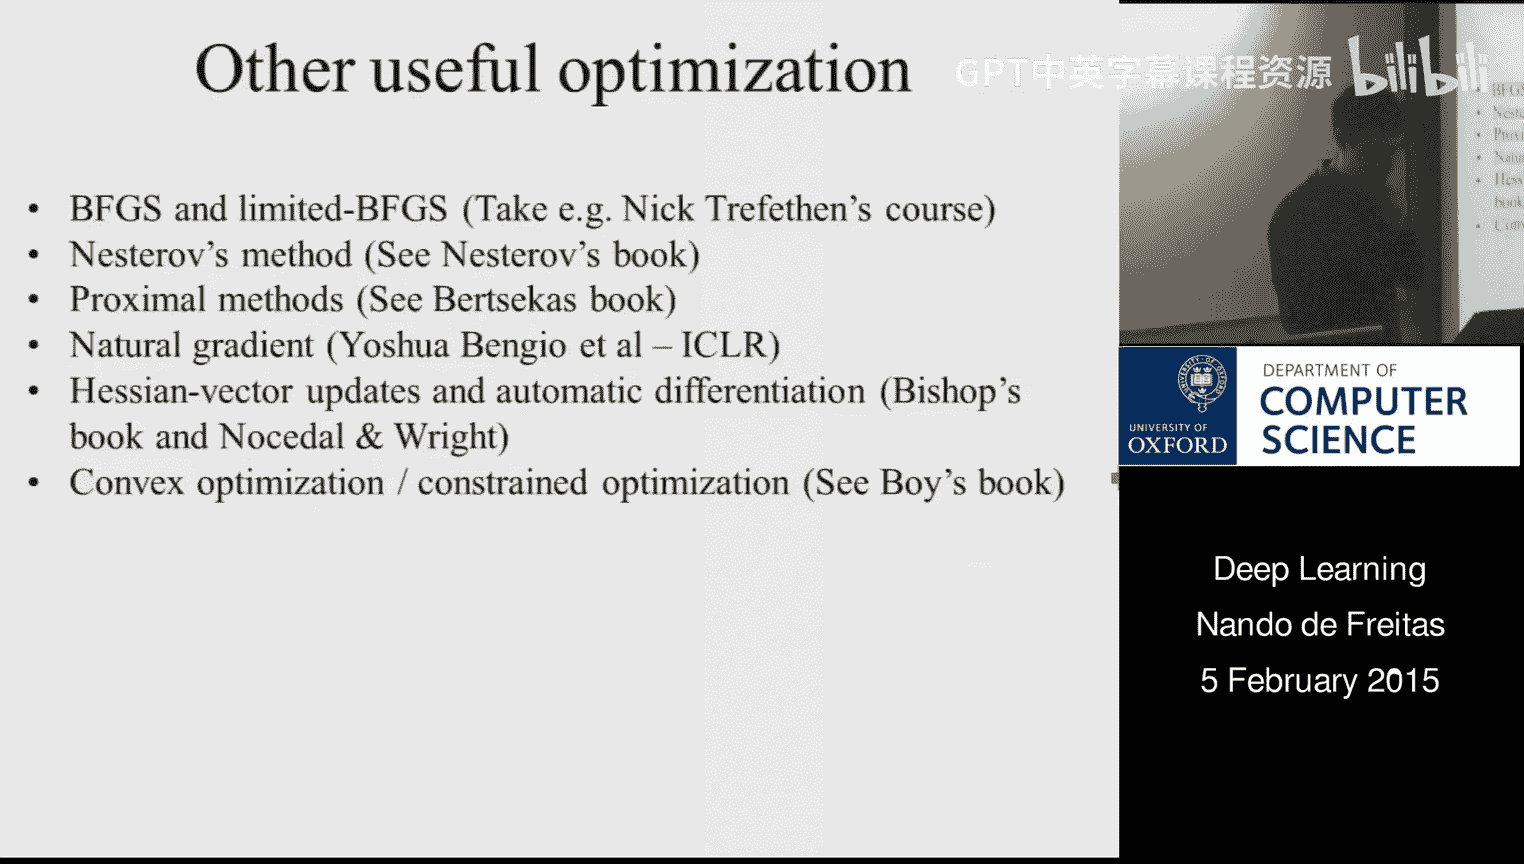 Other useful optimization
GPT中英字幕课程资源 bilibili
• BFGS and limited-BFGS (Take e.g. Nick Trefethen’s course)
• Nesterov’s method (See Nesterov’s book)
• Proximal methods (See Bertsekas book)
• Natural gradient (Yoshua Bengio et al – ICLR)
• Hessian-vector updates and automatic differentiation (Bishop’s
book and Nocedal & Wright)
• Convex optimization / constrained optimization (See Boy’s book)
UNIVERSITY OF
OXFORD
DEPARTMENT OF
COMPUTER
SCIENCE
Deep Learning
Nando de Freitas
5 February 2015